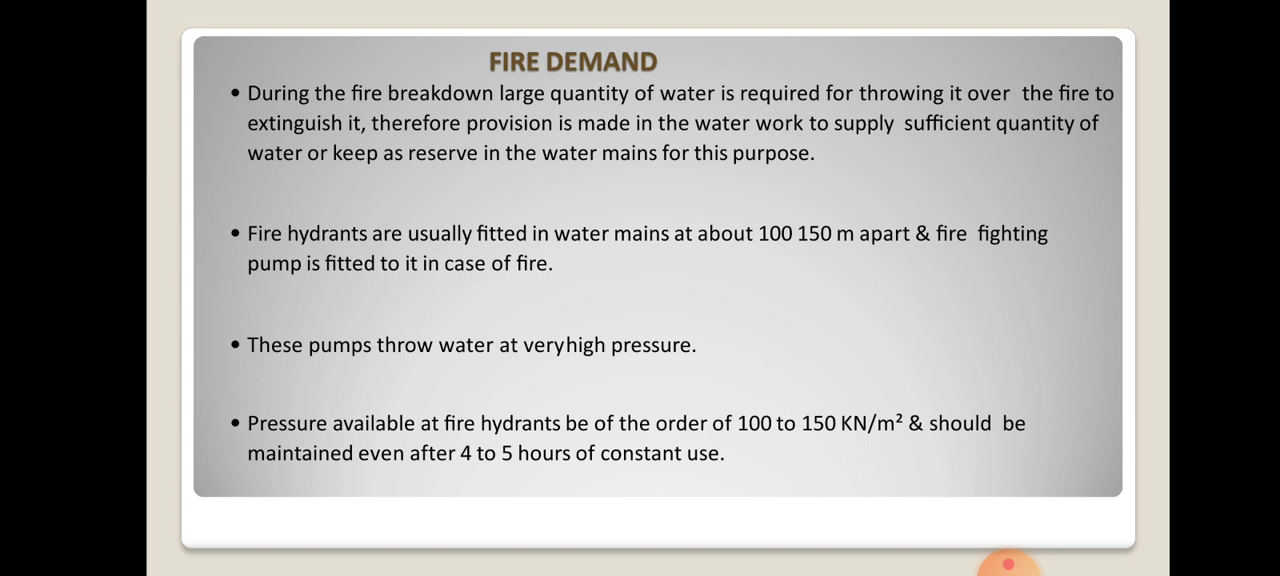 FIRE DEMAND
• During the fire breakdown large quantity of water is required for throwing it over the fire to
extinguish it, therefore provision is made in the water work to supply sufficient quantity of
water or keep as reserve in the water mains for this purpose.
• Fire hydrants are usually fitted in water mains at about 100 150 m apart & fire fighting
pump is fitted to it in case of fire.
• These pumps throw water at veryhigh pressure.
• Pressure available at fire hydrants be of the order of 100 to 150 KN/m² & should be
maintained even after 4 to 5 hours of constant use.